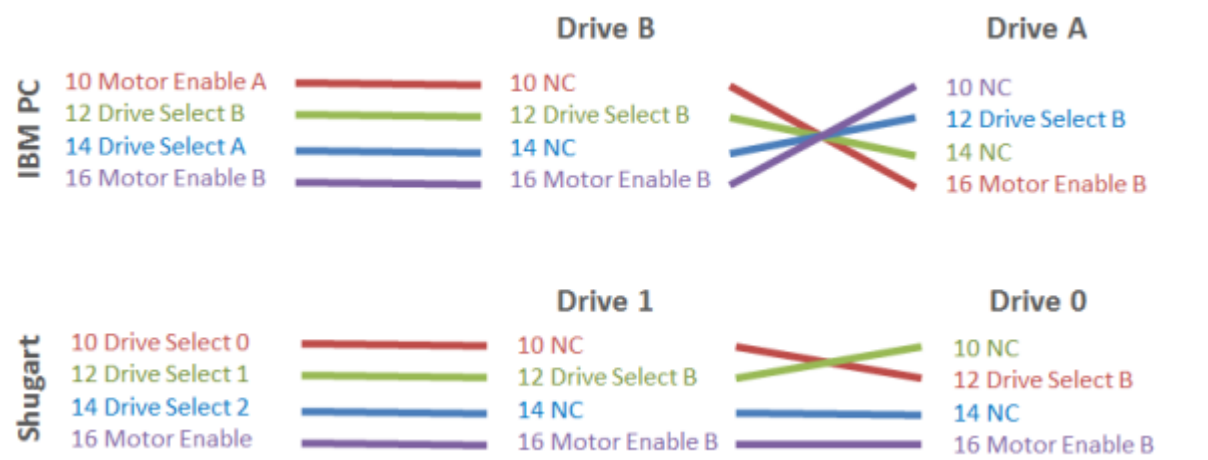 Drive B Drive A
IBM PC
10 Motor Enable A 10 NC 10 NC
12 Drive Select B 12 Drive Select B 12 Drive Select B
14 Drive Select A 14 NC 14 NC
16 Motor Enable B 16 Motor Enable B 16 Motor Enable B
Drive 1 Drive 0
Shugart
10 Drive Select 0 10 NC 10 NC
12 Drive Select 1 12 Drive Select B 12 Drive Select B
14 Drive Select 2 14 NC 14 NC
16 Motor Enable 16 Motor Enable B 16 Motor Enable B